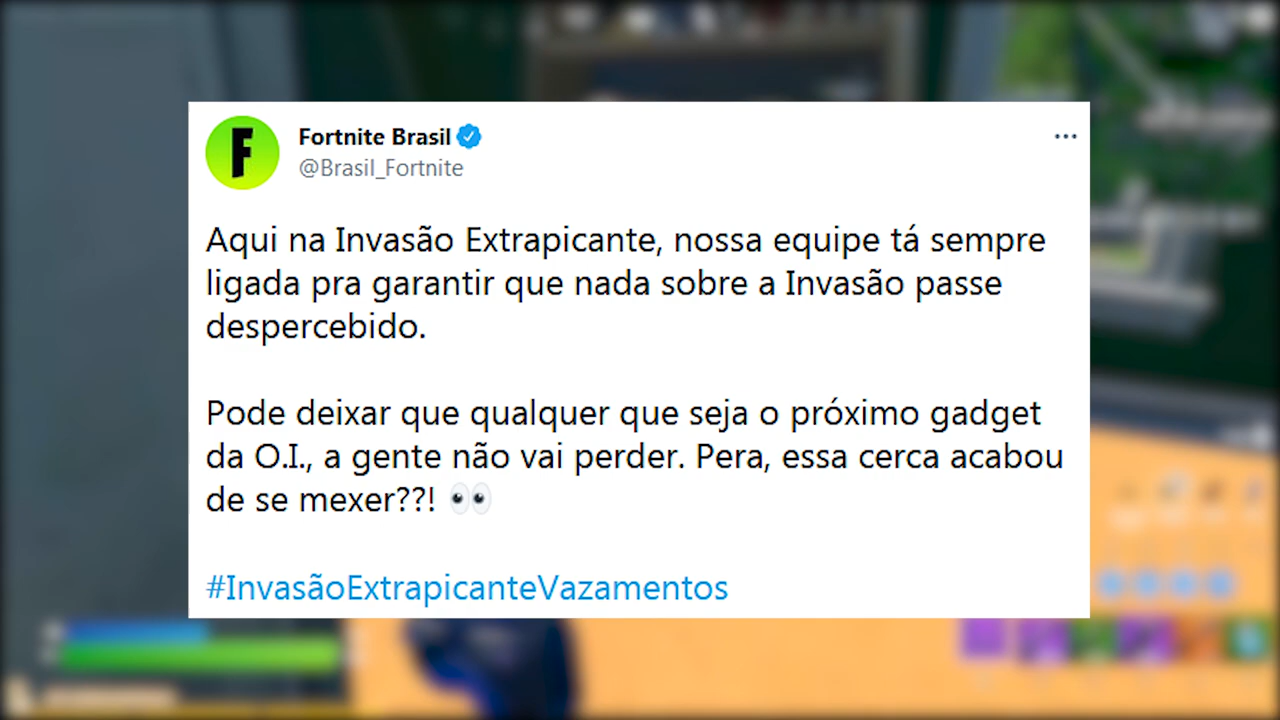 F
Fortnite Brasil
@Brasil_Fortnite
Aqui na Invasão Extrapicante, nossa equipe tá sempre
ligada pra garantir que nada sobre a Invasão passe
despercebido.
Pode deixar que qualquer que seja o próximo gadget
da O.I., a gente não vai perder. Pera, essa cerca acabou
de se mexer??! 👀
#InvasãoExtrapicanteVazamentos